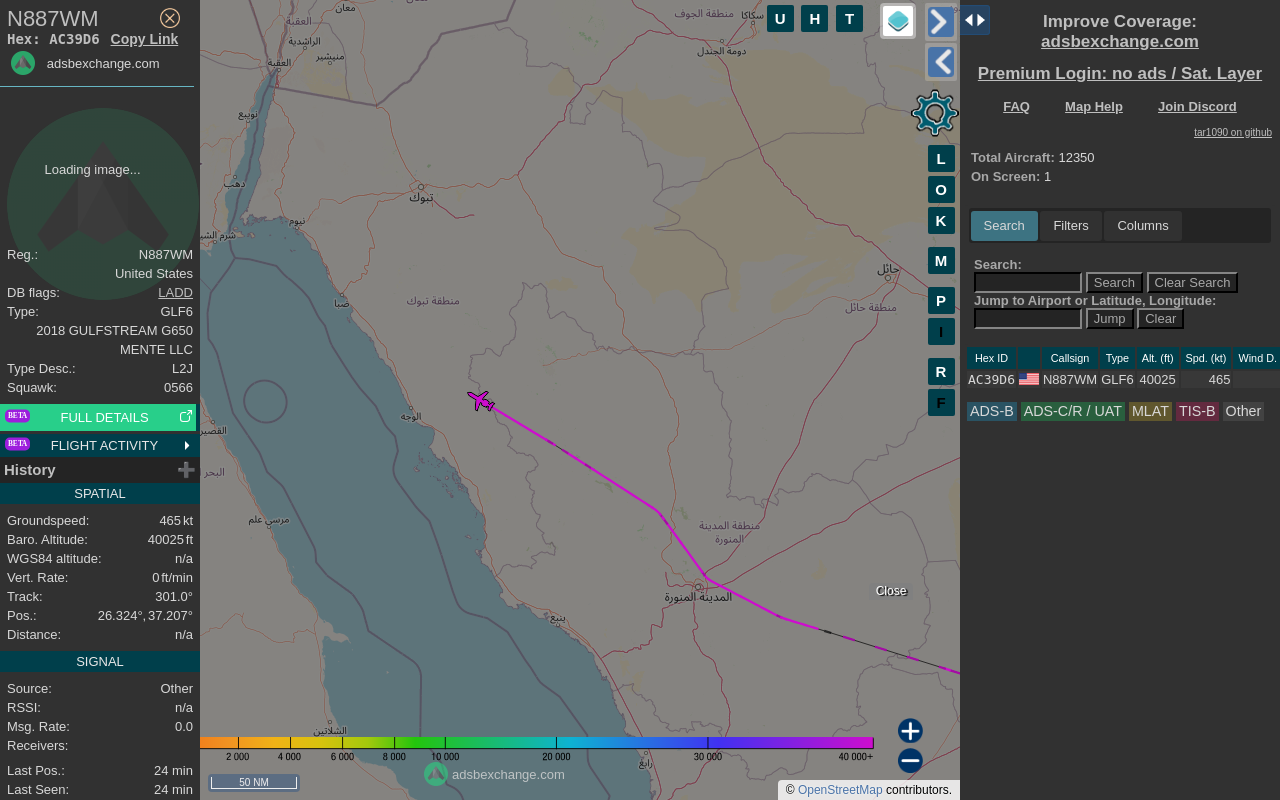 N887WM
Hex: AC39D6 Copy Link
adsbexchange.com
Loading image...
Reg.: N887WM
United States
DB flags: LADD
Type: GLF6
2018 GULFSTREAM G650
MENTE LLC
Type Desc.: L2J
Squawk: 0566
BETA FULL DETAILS
BETA FLIGHT ACTIVITY
History
SPATIAL
Groundspeed: 465 kt
Baro. Altitude: 40025 ft
WGS84 altitude: n/a
Vert. Rate: 0 ft/min
Track: 301.0°
Pos.: 26.324°, 37.207°
Distance: n/a
SIGNAL
Source: Other
RSSI: n/a
Msg. Rate: 0.0
Receivers:
Last Pos.: 24 min
Last Seen: 24 min
معان
العقبة
الراشدية
منيشير
العقبة
منطقة الجوف
سكاكا
دومة الجندل
نويبع
دهب
تبوك
نيوم
شرم الش
ضبا
منطقة تبوك
حائل
منطقة حائل
الوجه
القصير
البحر ا
مرسى علم
منطقة المدينة
المنورة
المدينة المنورة
ينبع
الشلاتين
رابغ
U H T
L
O
K
M
P
I
R
F
Close
2 000 4 000 6 000 8 000 10 000 20 000 30 000 40 000+
adsbexchange.com
50 NM
© OpenStreetMap contributors.
Improve Coverage:
adsbexchange.com
Premium Login: no ads / Sat. Layer
FAQ Map Help Join Discord
tar1090 on github
Total Aircraft: 12350
On Screen: 1
Search Filters Columns
Search:
Search Clear Search
Jump to Airport or Latitude, Longitude:
Jump Clear
Hex ID Callsign Type Alt. (ft) Spd. (kt) Wind D.
AC39D6 N887WM GLF6 40025 465
ADS-B ADS-C/R / UAT MLAT TIS-B Other